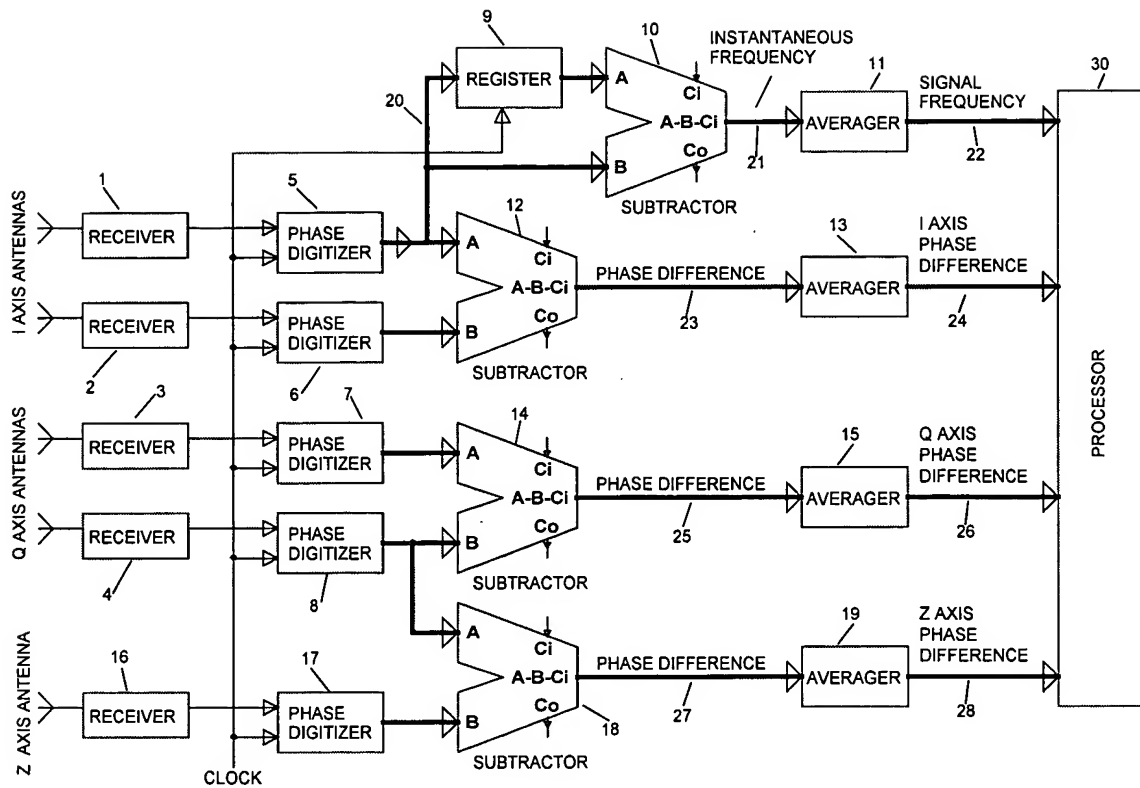 9
10
INSTANTANEOUS
FREQUENCY
11
SIGNAL
FREQUENCY
30
REGISTER
A
Ci
A-B-Ci
Co
B
20
21
AVERAGER
22
SUBTRACTOR
I AXIS ANTENNAS
1
RECEIVER
5
PHASE
DIGITIZER
12
A
Ci
A-B-Ci
Co
B
PHASE DIFFERENCE
23
13
AVERAGER
I AXIS
PHASE
DIFFERENCE
24
RECEIVER
2
PHASE
DIGITIZER
6
SUBTRACTOR
PROCESSOR
Q AXIS ANTENNAS
3
RECEIVER
7
PHASE
DIGITIZER
14
A
Ci
A-B-Ci
Co
B
PHASE DIFFERENCE
25
15
AVERAGER
Q AXIS
PHASE
DIFFERENCE
26
RECEIVER
4
PHASE
DIGITIZER
8
SUBTRACTOR
Z AXIS ANTENNA
16
RECEIVER
17
PHASE
DIGITIZER
A
Ci
A-B-Ci
Co
B
18
PHASE DIFFERENCE
27
19
AVERAGER
Z AXIS
PHASE
DIFFERENCE
28
SUBTRACTOR
CLOCK